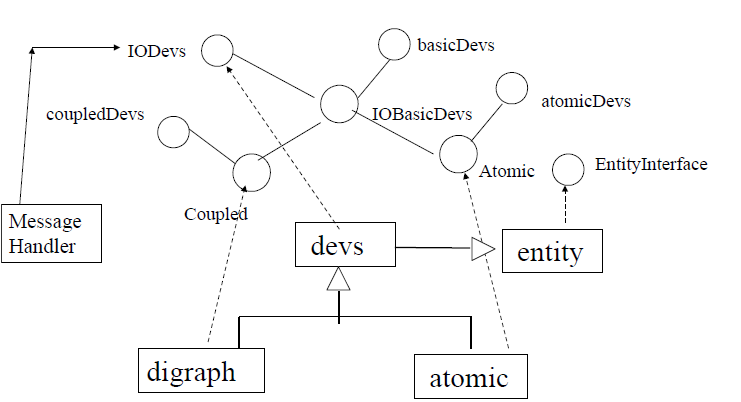 basicDevs
IODevs
coupledDevs
IOBasicDevs
atomicDevs
Atomic
EntityInterface
Coupled
Message
Handler
devs
entity
digraph
atomic